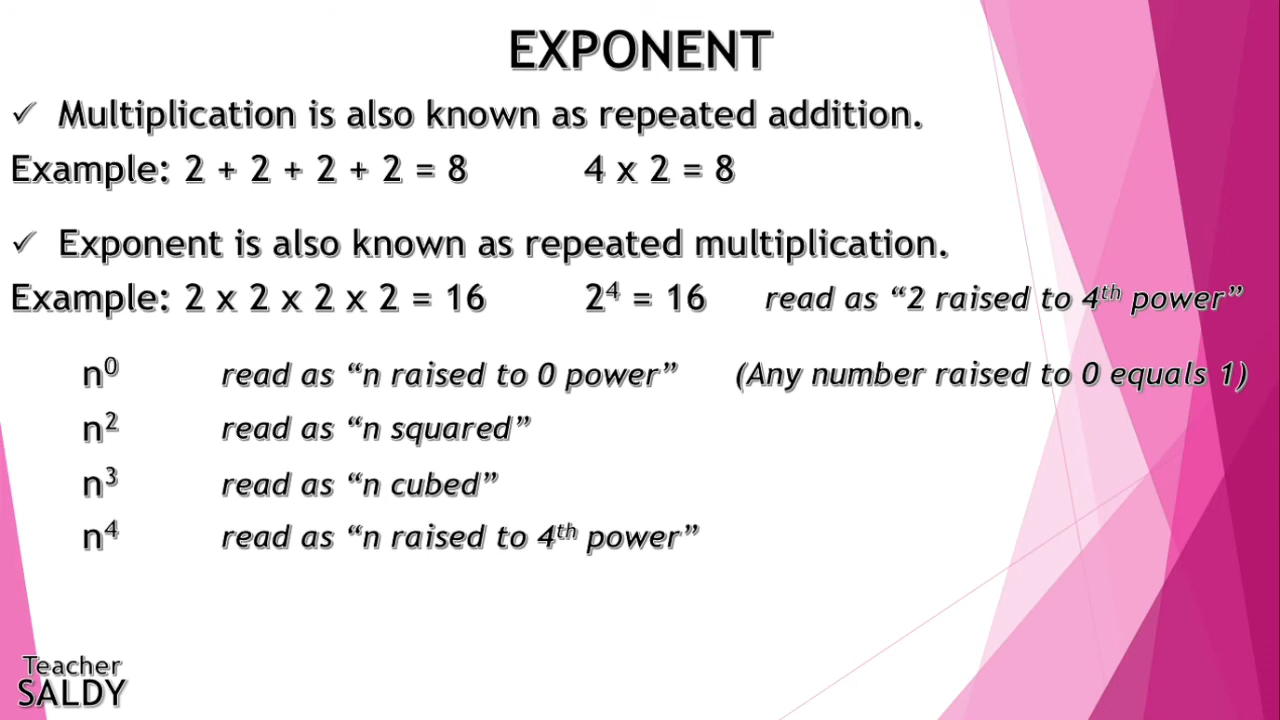 EXPONENT
✓ Multiplication is also known as repeated addition.
Example: 2 + 2 + 2 + 2 = 8 4 x 2 = 8
✓ Exponent is also known as repeated multiplication.
Example: 2 x 2 x 2 x 2 = 16 2⁴ = 16 read as “2 raised to 4ᵗʰ power”
n⁰ read as “n raised to 0 power” (Any number raised to 0 equals 1)
n² read as “n squared”
n³ read as “n cubed”
n⁴ read as “n raised to 4ᵗʰ power”
Teacher
SALDY